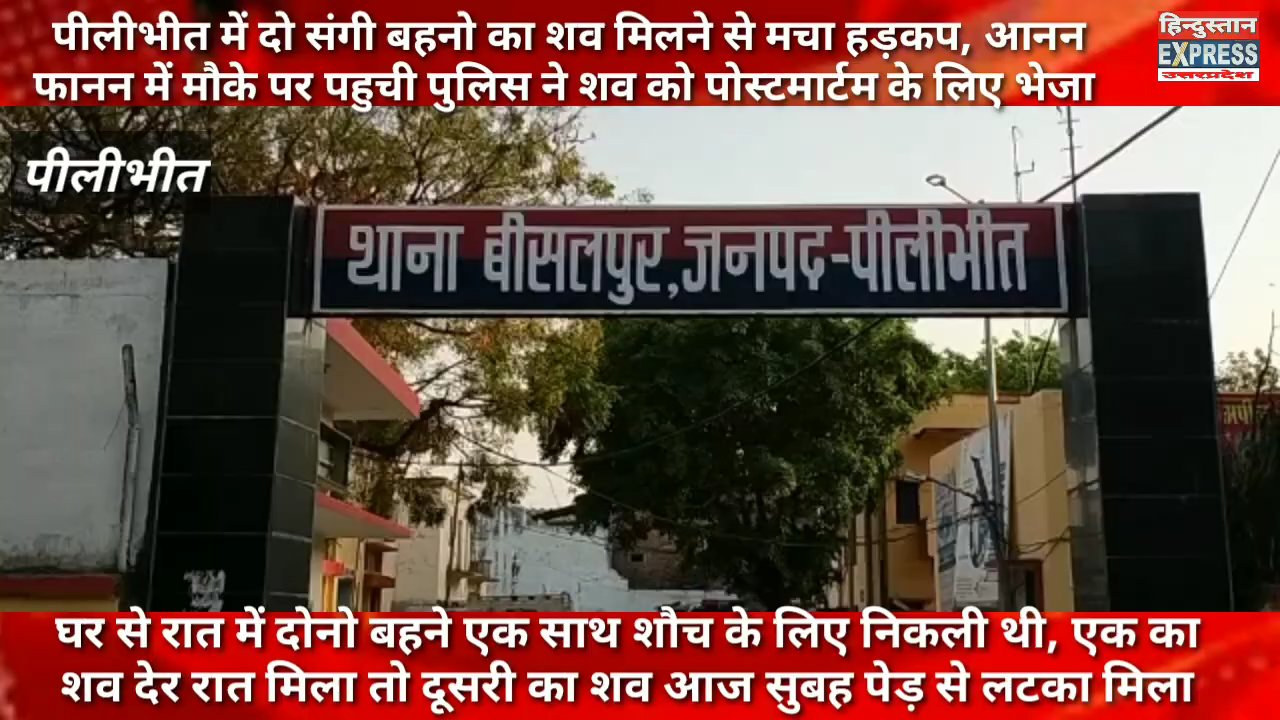 पीलीभीत में दो संगी बहनो का शव मिलने से मचा हड़कप, आनन
फानन में मौके पर पहुची पुलिस ने शव को पोस्टमार्टम के लिए भेजा
हिन्दुस्तान
EXPRESS
उत्तरप्रदेश
पीलीभीत
थाना बीसलपुर,जनपद-पीलीभीत
घर से रात में दोनो बहने एक साथ शौच के लिए निकली थी, एक का
शव देर रात मिला तो दूसरी का शव आज सुबह पेड़ से लटका मिला